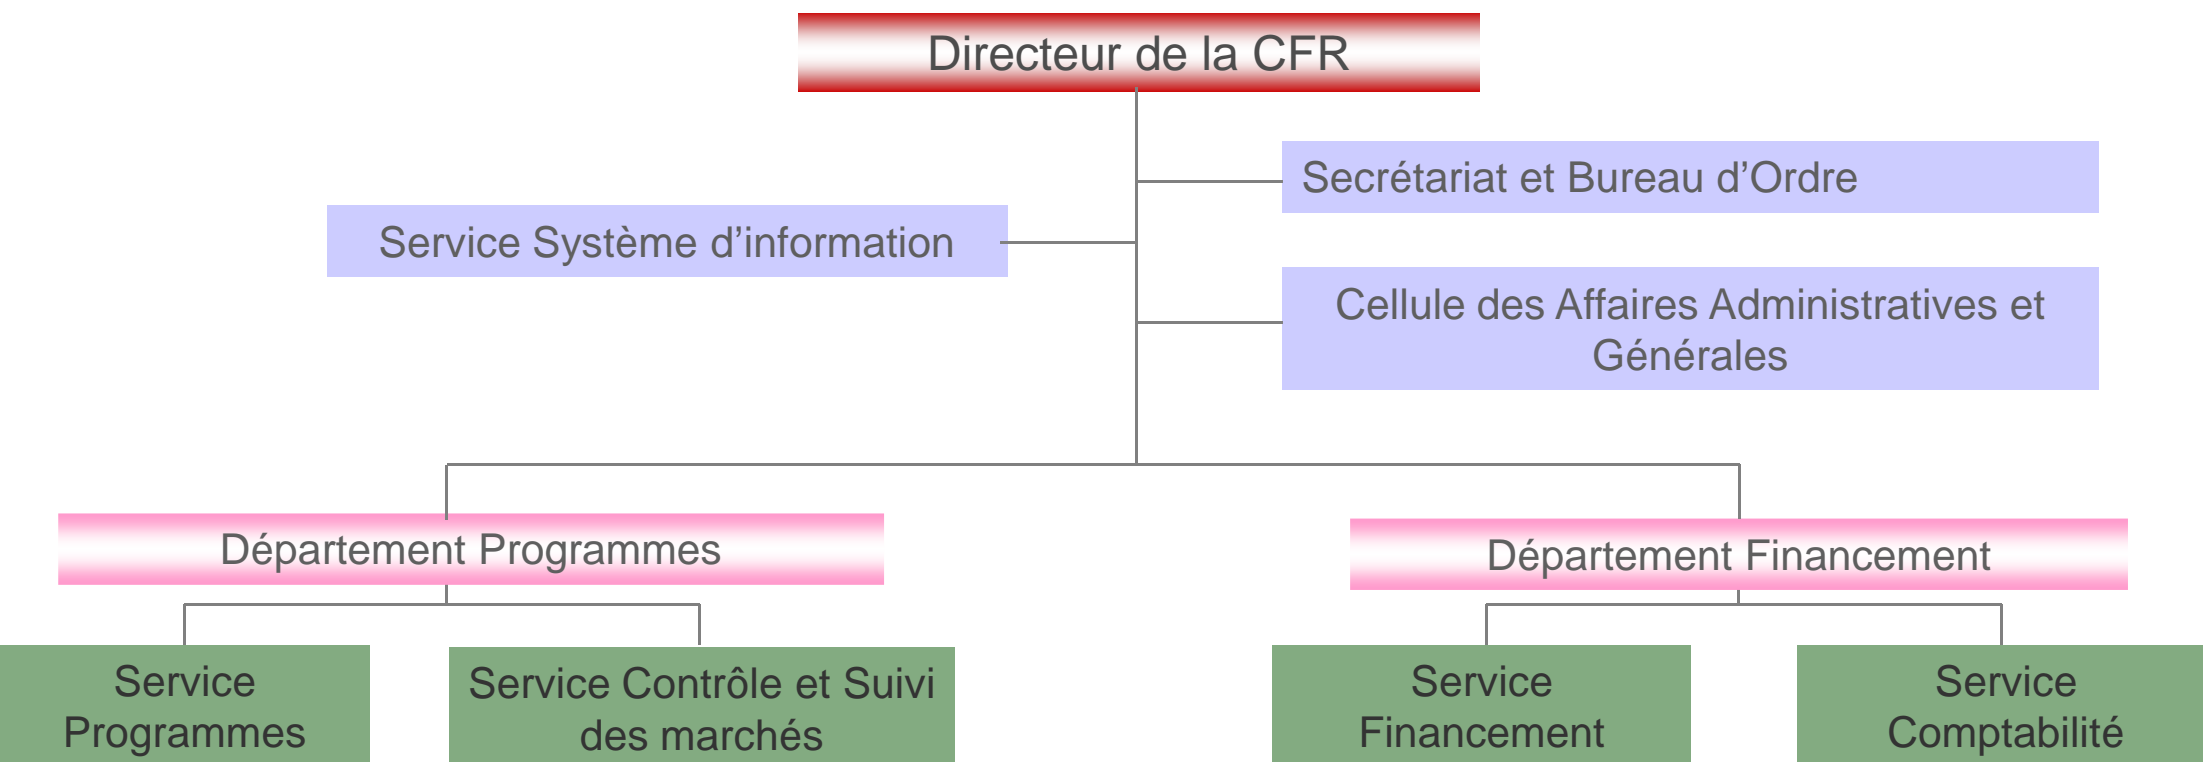 Directeur de la CFR
Secrétariat et Bureau d’Ordre
Service Système d’information
Cellule des Affaires Administratives et
Générales
Département Programmes
Département Financement
Service
Programmes
Service Contrôle et Suivi
des marchés
Service
Financement
Service
Comptabilité